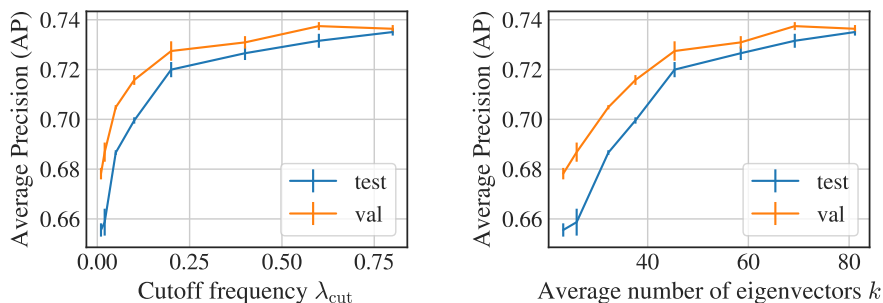 Average Precision (AP)
0.74
0.72
0.70
0.68
0.66
test
val
0.00
0.25
0.50
0.75
Cutoff frequency λcut
Average Precision (AP)
0.74
0.72
0.70
0.68
0.66
test
val
40
60
80
Average number of eigenvectors k